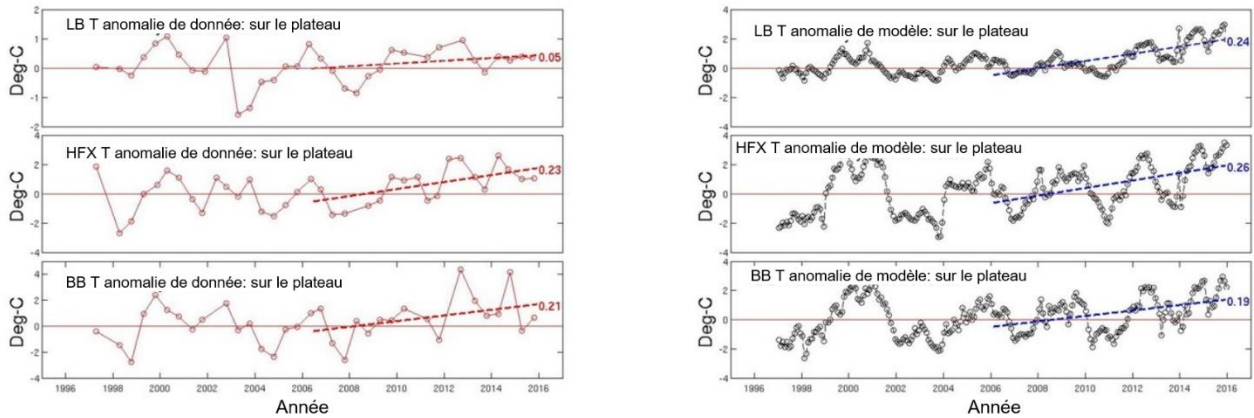 LB T anomalie de donnée: sur le plateau
Deg-C
2
1
0
-1
2
0.05
HFX T anomalie de donnée: sur le plateau
Deg-C
4
2
0
-2
4
0.23
BB T anomalie de donnée: sur le plateau
Deg-C
4
2
0
-2
-4
0.21
1996 1998 2000 2002 2004 2006 2008 2010 2012 2014 2016
Année
LB T anomalie de modèle: sur le plateau
Deg-C
4
2
0
-2
-4
0.24
HFX T anomalie de modèle: sur le plateau
Deg-C
4
2
0
-2
-4
0.26
BB T anomalie de modèle: sur le plateau
Deg-C
4
2
0
-2
-4
0.19
1996 1998 2000 2002 2004 2006 2008 2010 2012 2014 2016
Année